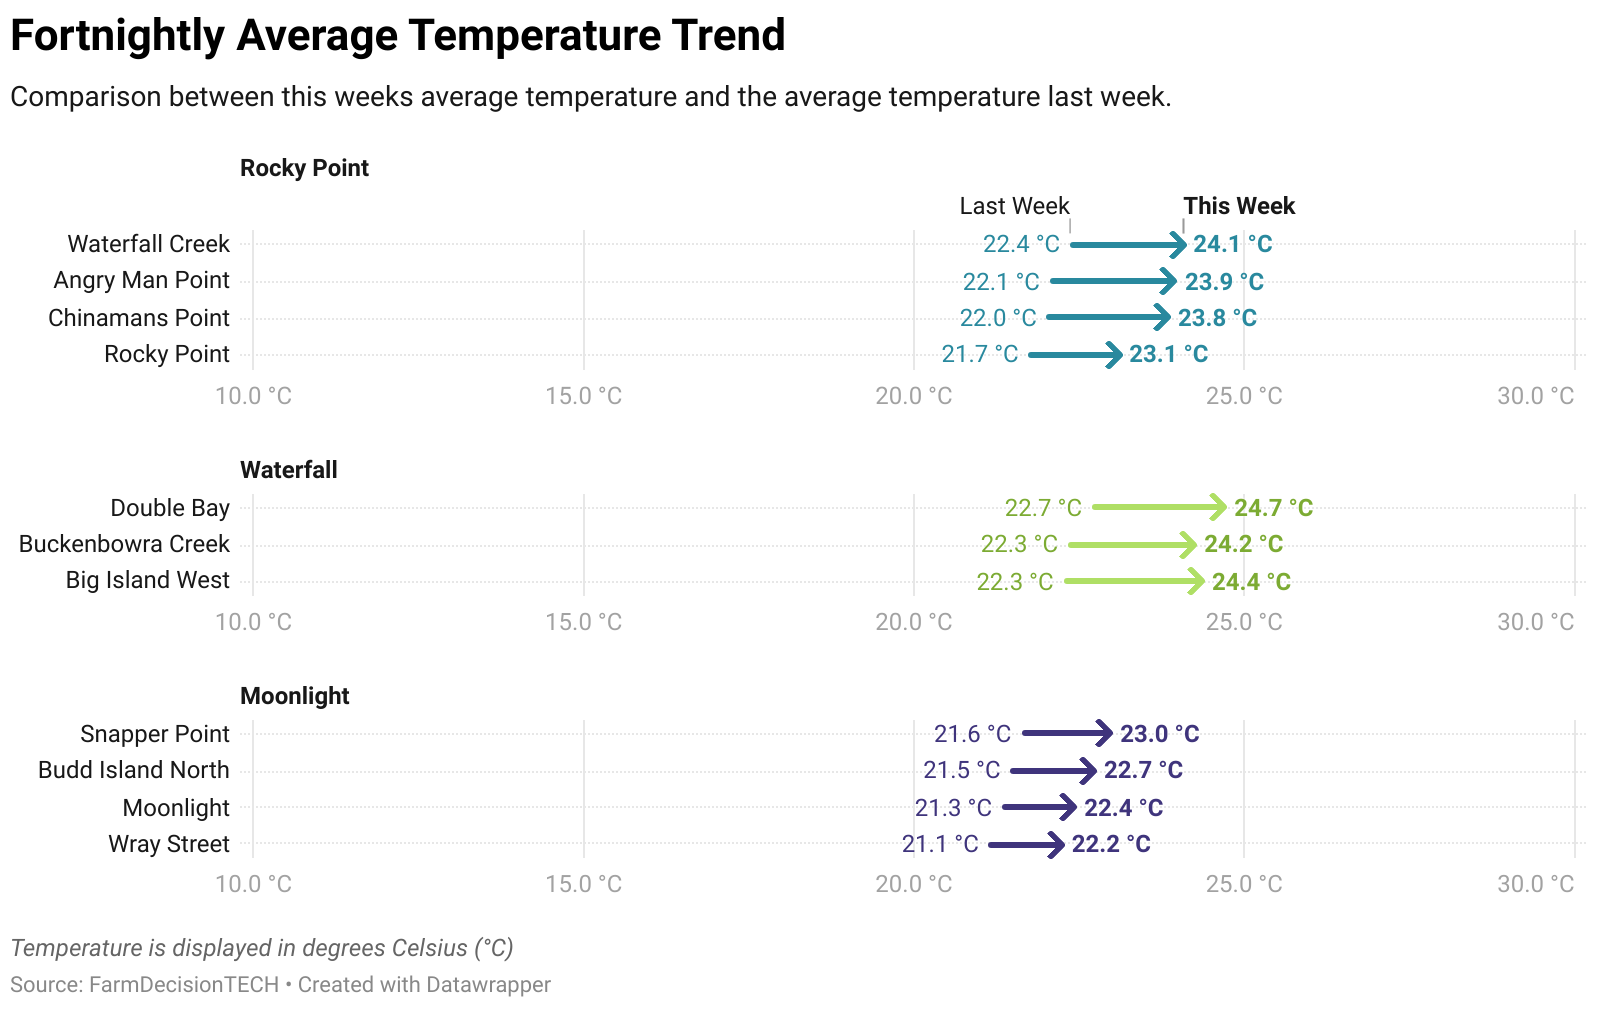 Fortnightly Average Temperature Trend
Comparison between this weeks average temperature and the average temperature last week.
Rocky Point
Last Week This Week
Waterfall Creek 22.4 °C 24.1 °C
Angry Man Point 22.1 °C 23.9 °C
Chinamans Point 22.0 °C 23.8 °C
Rocky Point 21.7 °C 23.1 °C
10.0 °C 15.0 °C 20.0 °C 25.0 °C 30.0 °C
Waterfall
Double Bay 22.7 °C 24.7 °C
Buckenbowra Creek 22.3 °C 24.2 °C
Big Island West 22.3 °C 24.4 °C
10.0 °C 15.0 °C 20.0 °C 25.0 °C 30.0 °C
Moonlight
Snapper Point 21.6 °C 23.0 °C
Budd Island North 21.5 °C 22.7 °C
Moonlight 21.3 °C 22.4 °C
Wray Street 21.1 °C 22.2 °C
10.0 °C 15.0 °C 20.0 °C 25.0 °C 30.0 °C
Temperature is displayed in degrees Celsius (°C)
Source: FarmDecisionTECH • Created with Datawrapper